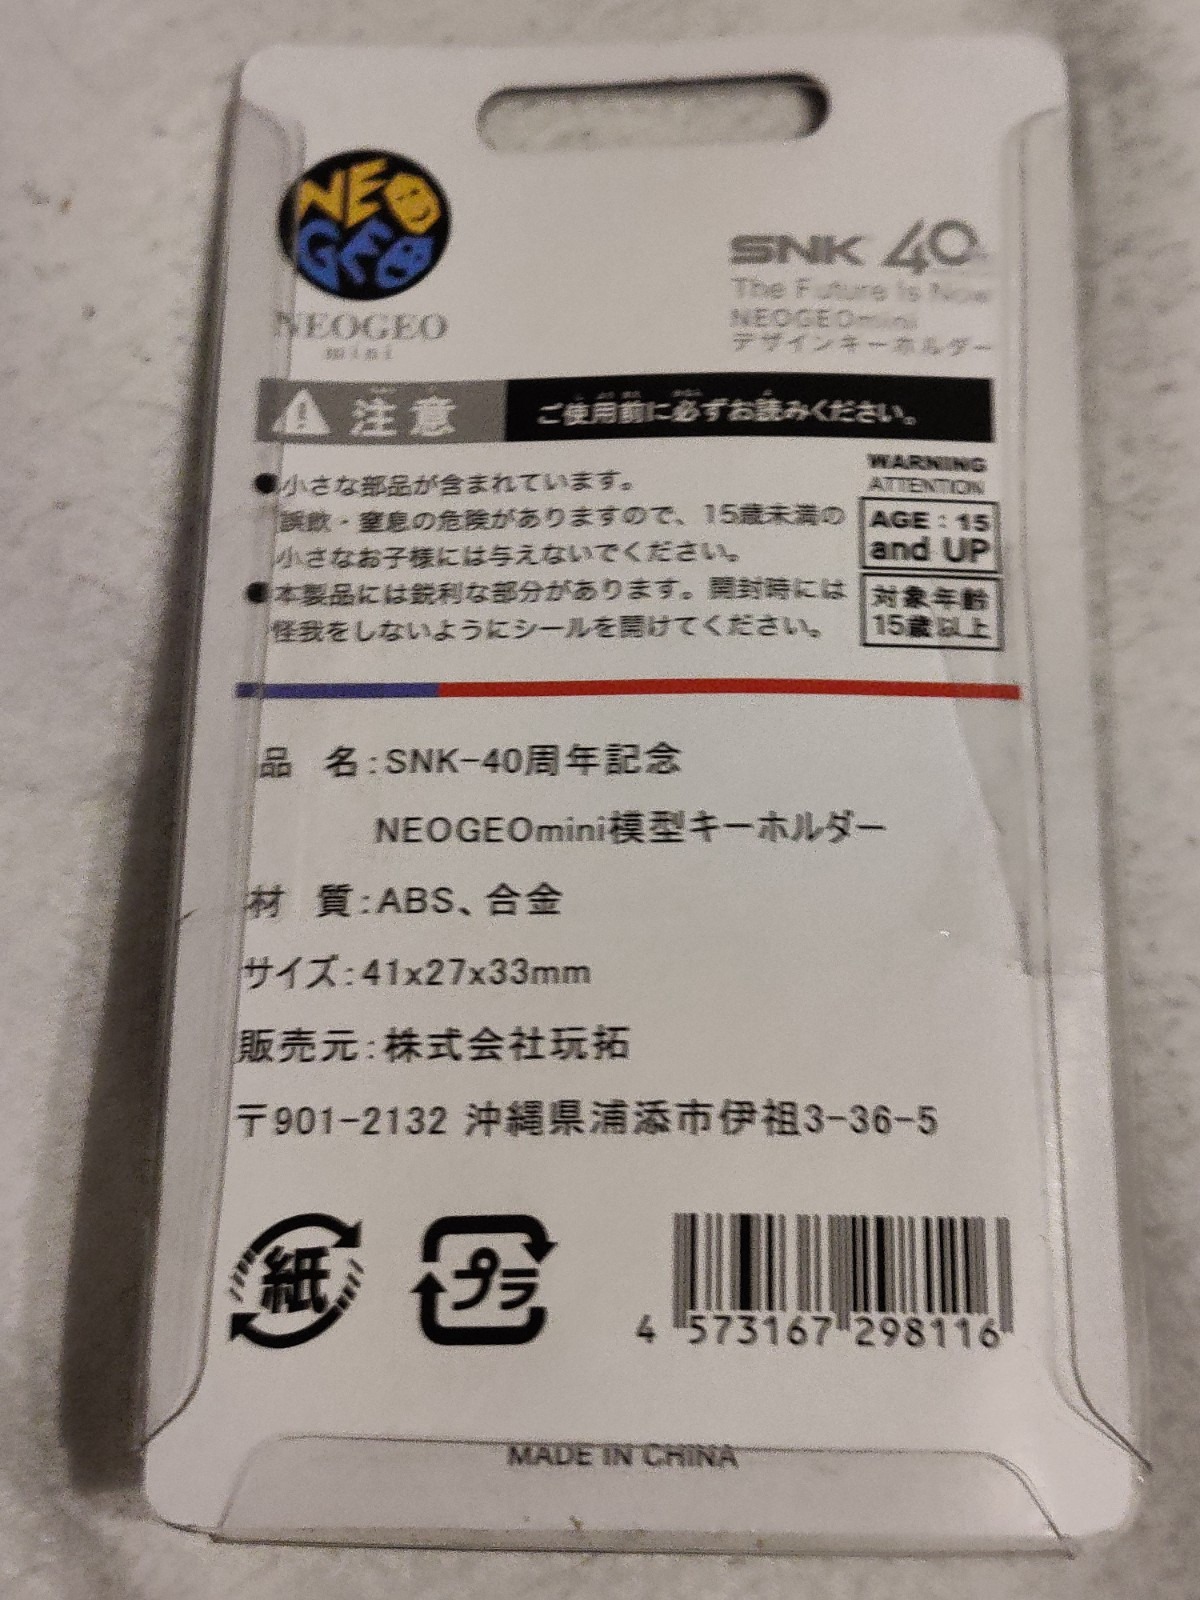 NEO
GEO
NEOGEO
mini
SNK 40th
The Future Is Now
NEOGEOmini
デザインキーホルダー
注意
ご使用前に必ずお読みください。
●小さな部品が含まれています。
誤飲・窒息の危険がありますので、15歳未満の
小さなお子様には与えないでください。
●本製品には鋭利な部分があります。開封時には
怪我をしないようにシールを開けてください。
WARNING
ATTENTION
AGE:15
and UP
対象年齢
15歳以上
品 名:SNK-40周年記念
NEOGEOmini模型キーホルダー
材 質:ABS、合金
サイズ:41x27x33mm
販売元:株式会社玩拓
〒901-2132 沖縄県浦添市伊祖3-36-5
紙
プラ
4 573167 298116
MADE IN CHINA